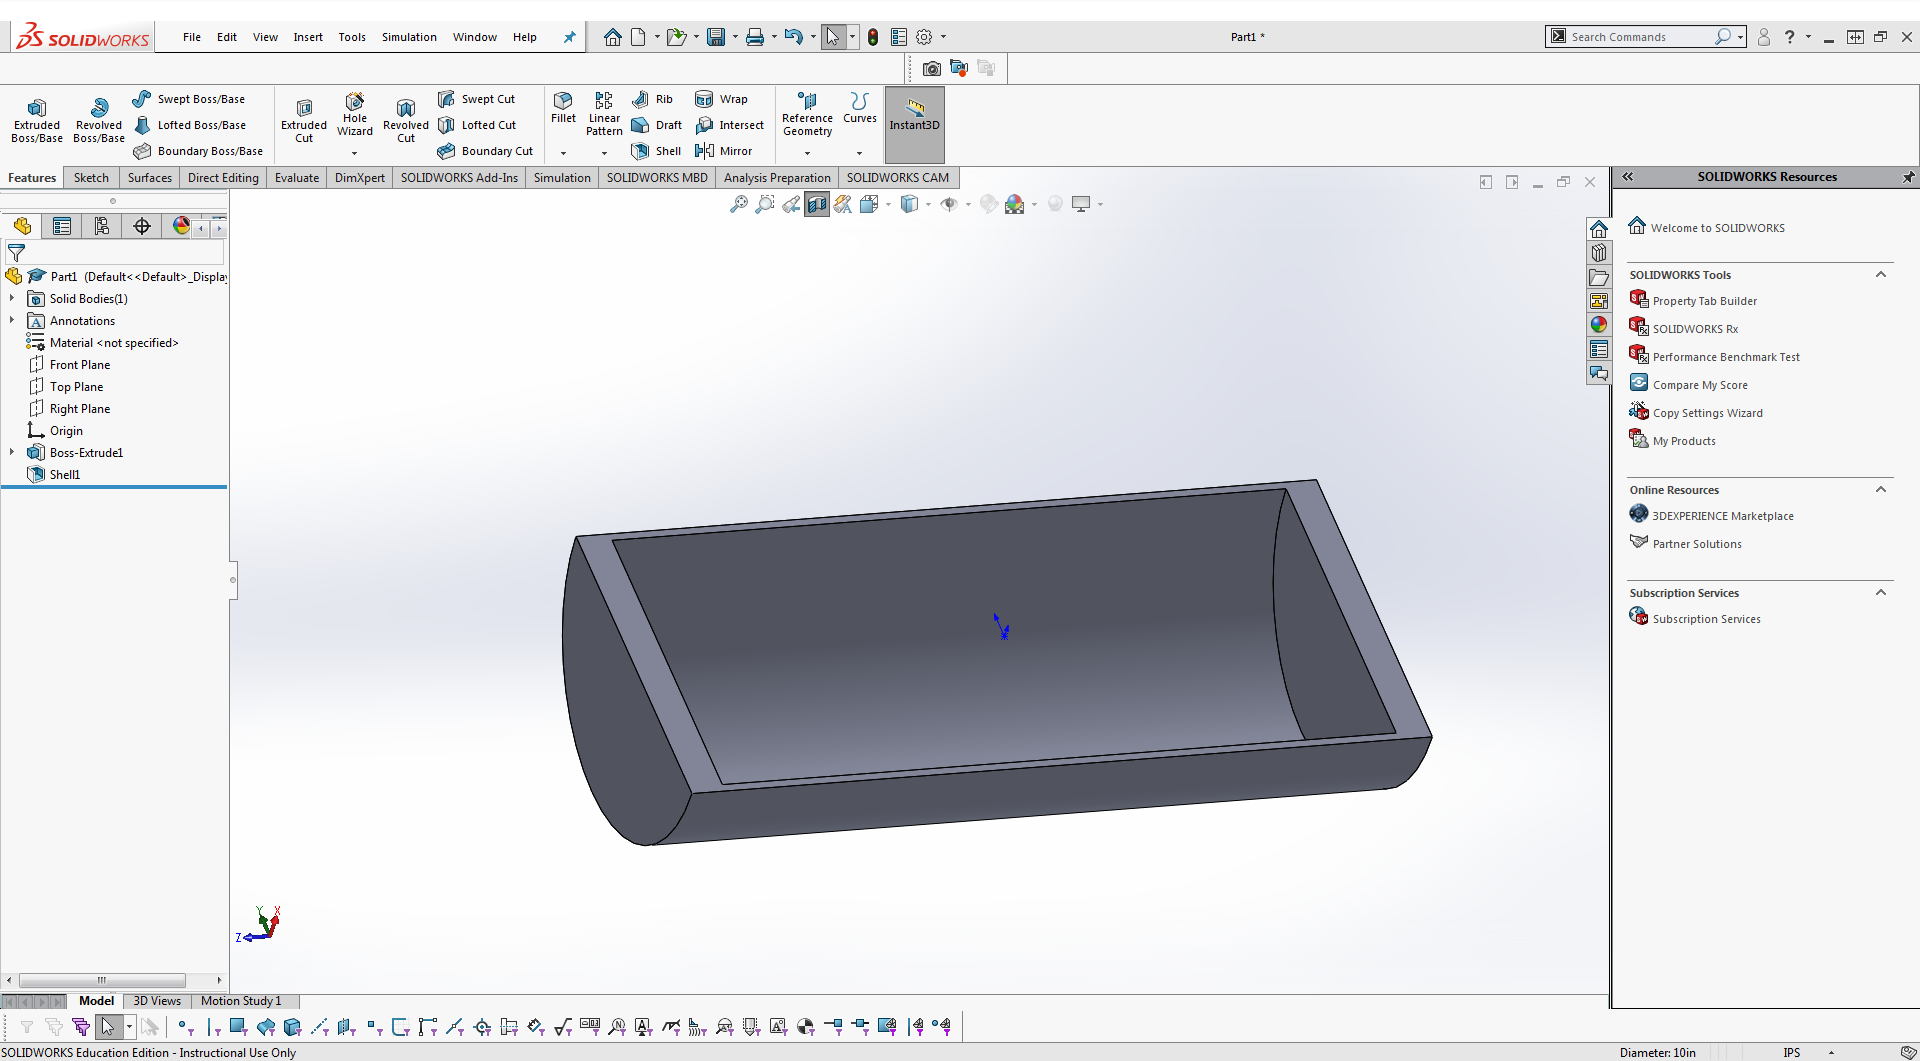 SOLIDWORKS File Edit View Insert Tools Simulation Window Help Part1 * Search Commands
Extruded Boss/Base Revolved Boss/Base Swept Boss/Base Lofted Boss/Base Boundary Boss/Base Extruded Cut Hole Wizard Revolved Cut Swept Cut Lofted Cut Boundary Cut Fillet Linear Pattern Rib Draft Shell Wrap Intersect Mirror Reference Geometry Curves Instant3D
Features Sketch Surfaces Direct Editing Evaluate DimXpert SOLIDWORKS Add-Ins Simulation SOLIDWORKS MBD Analysis Preparation SOLIDWORKS CAM
Part1 (Default<<Default>_Display
Solid Bodies(1)
Annotations
Material <not specified>
Front Plane
Top Plane
Right Plane
Origin
Boss-Extrude1
Shell1
Y X
Z
SOLIDWORKS Resources
Welcome to SOLIDWORKS
SOLIDWORKS Tools
Property Tab Builder
SOLIDWORKS Rx
Performance Benchmark Test
Compare My Score
Copy Settings Wizard
My Products
Online Resources
3DEXPERIENCE Marketplace
Partner Solutions
Subscription Services
Subscription Services
Model 3D Views Motion Study 1
SOLIDWORKS Education Edition - Instructional Use Only Diameter: 10in IPS